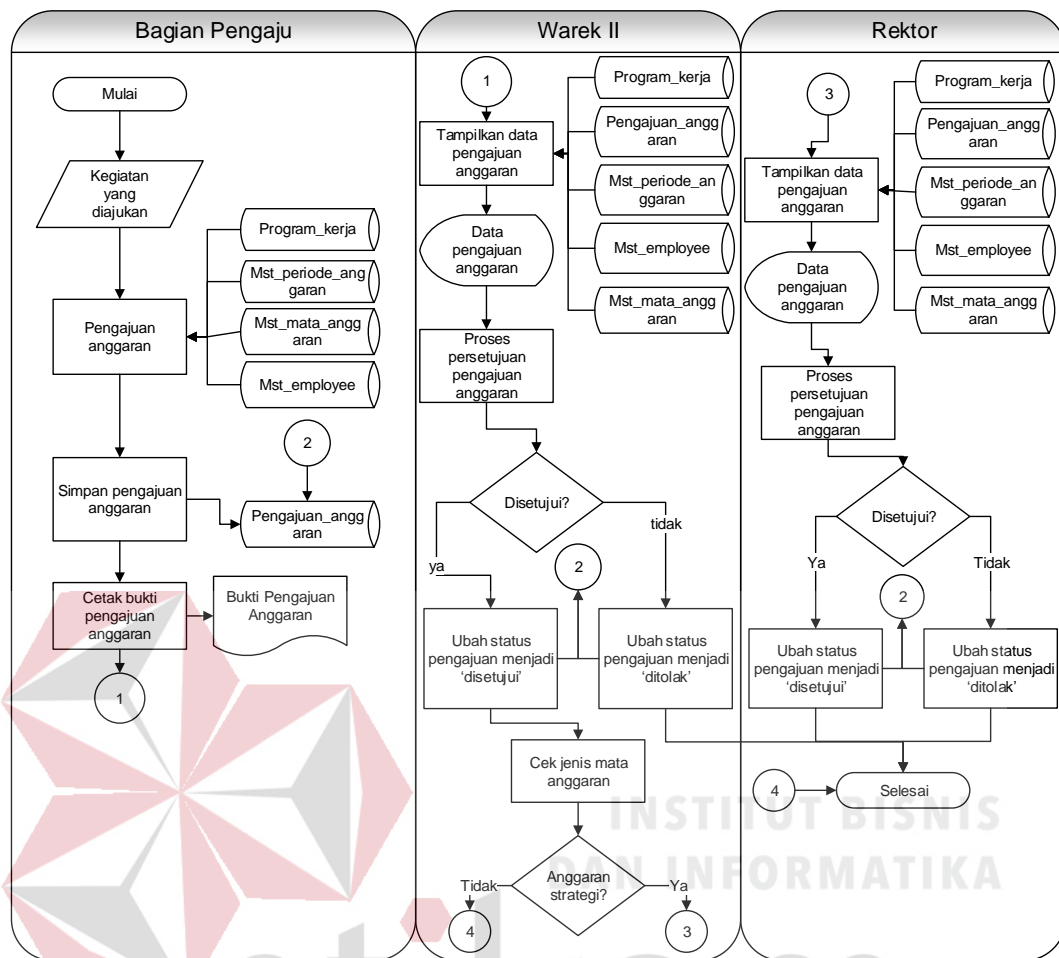 Bagian Pengaju
Mulai
Kegiatan
yang
diajukan
Program_kerja
Mst_periode_ang
garan
Mst_mata_angg
aran
Mst_employee
Pengajuan
anggaran
2
Simpan pengajuan
anggaran
Pengajuan_angg
aran
Cetak bukti
pengajuan
anggaran
Bukti Pengajuan
Anggaran
1
Warek II
1
Program_kerja
Pengajuan_angg
aran
Mst_periode_an
ggaran
Mst_employee
Mst_mata_angg
aran
Tampilkan data
pengajuan
anggaran
Data
pengajuan
anggaran
Proses
persetujuan
pengajuan
anggaran
Disetujui?
ya
tidak
2
Ubah status
pengajuan menjadi
‘disetujui’
Ubah status
pengajuan menjadi
‘ditolak’
Cek jenis mata
anggaran
Anggaran
strategi?
Tidak
Ya
4
3
Rektor
3
Program_kerja
Pengajuan_angg
aran
Mst_periode_an
ggaran
Mst_employee
Mst_mata_angg
aran
Tampilkan data
pengajuan
anggaran
Data
pengajuan
anggaran
Proses
persetujuan
pengajuan
anggaran
Disetujui?
Ya
Tidak
2
Ubah status
pengajuan menjadi
‘disetujui’
Ubah status
pengajuan menjadi
‘ditolak’
4
Selesai
INSTITUT BISNIS
DAN INFORMATIKA